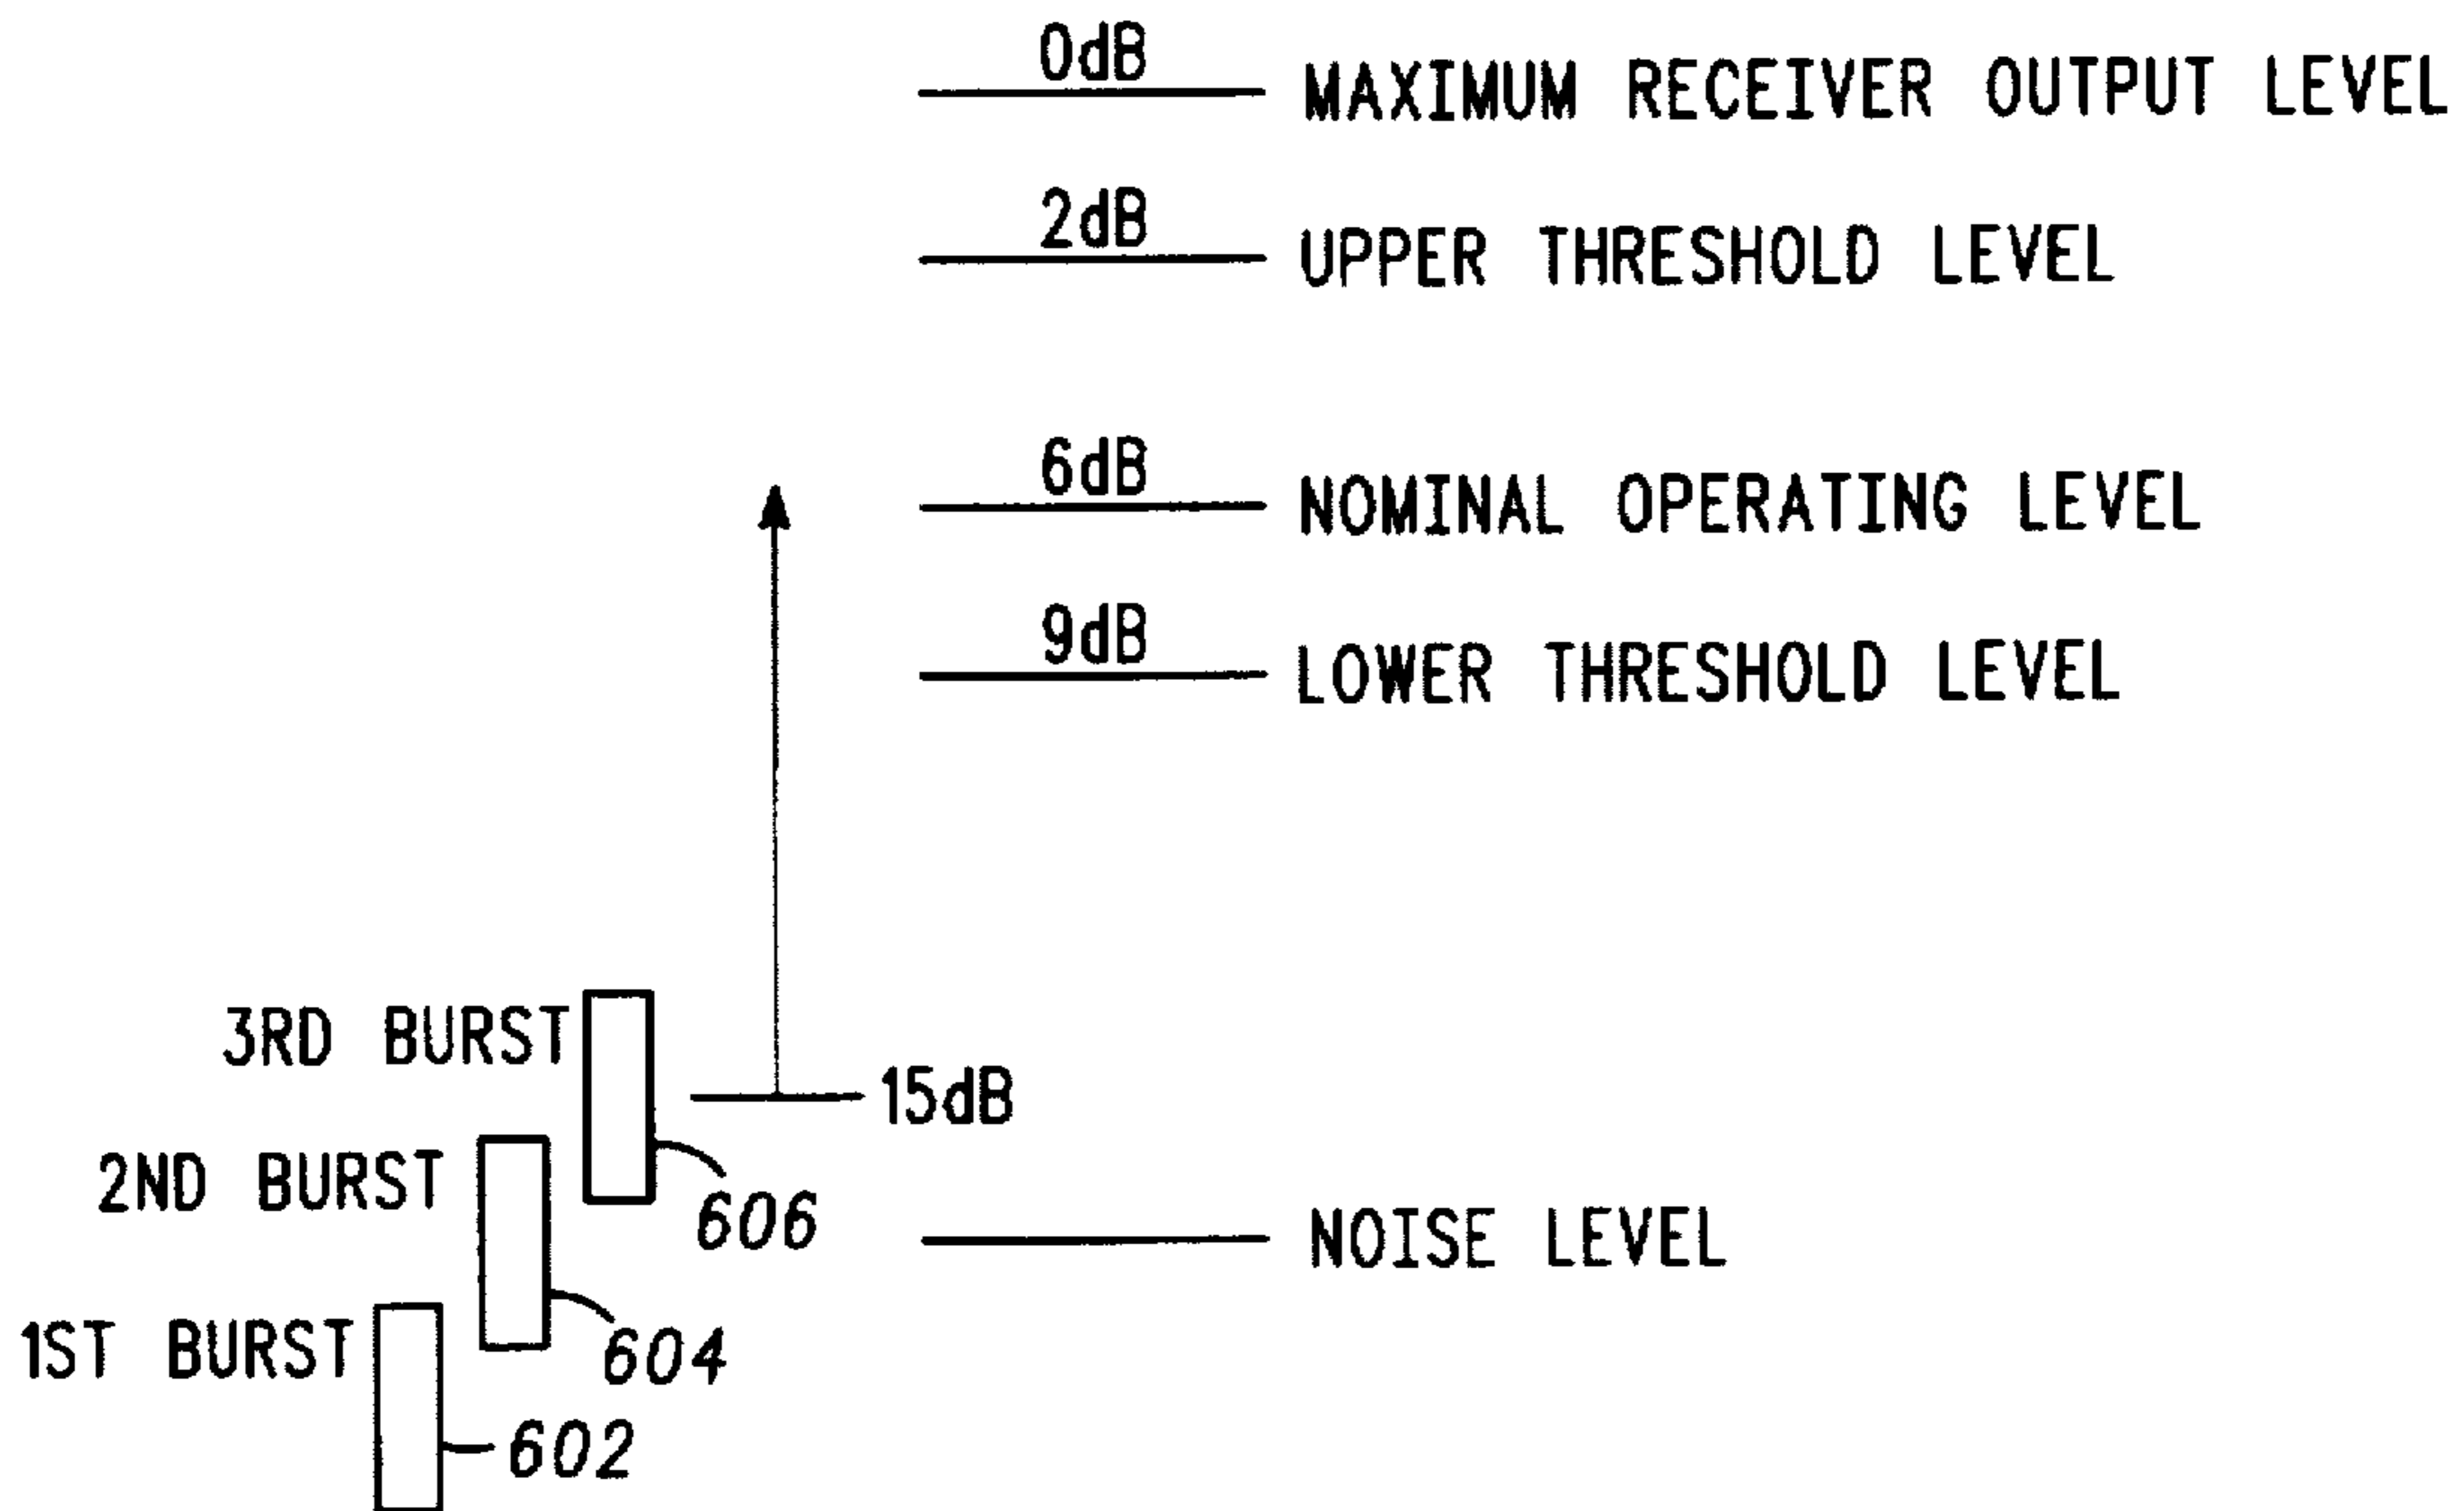 0dB MAXIMUM RECEIVER OUTPUT LEVEL
2dB UPPER THRESHOLD LEVEL
6dB NOMINAL OPERATING LEVEL
9dB LOWER THRESHOLD LEVEL
3RD BURST
15dB
2ND BURST
606
NOISE LEVEL
1ST BURST
604
602